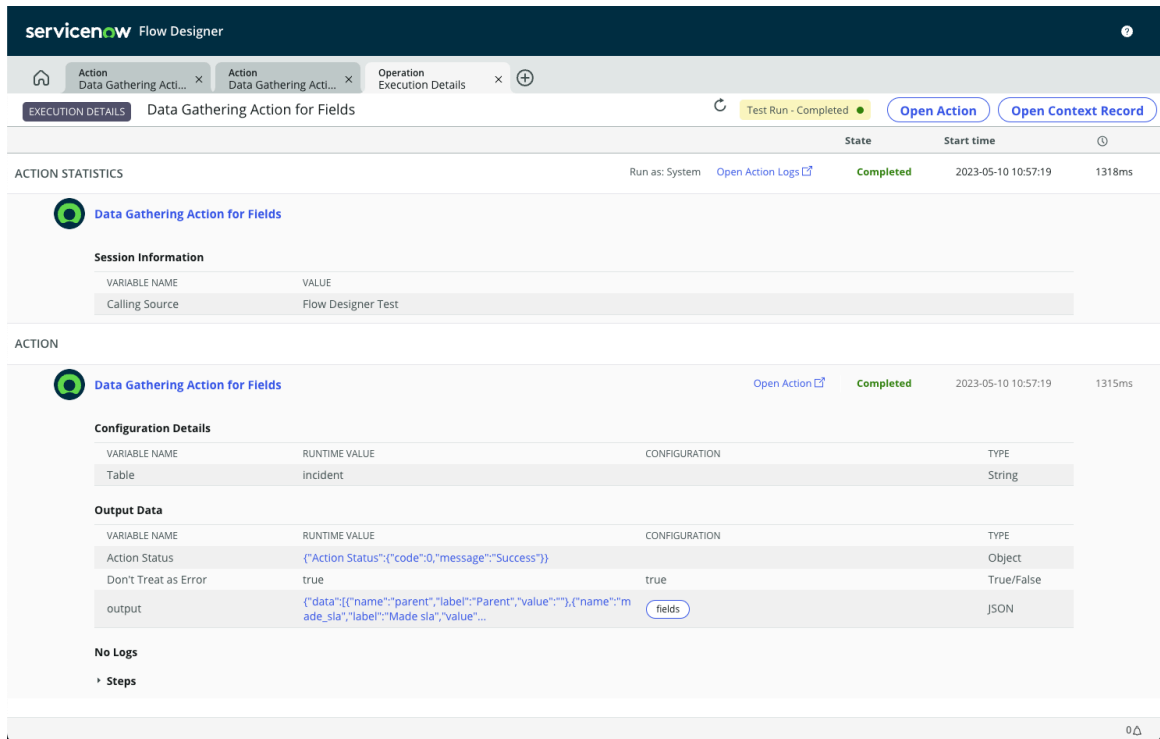 servicenow Flow Designer
Action
Data Gathering Acti...
Action
Data Gathering Acti...
Operation
Execution Details
EXECUTION DETAILS Data Gathering Action for Fields Test Run - Completed Open Action Open Context Record
State Start time
ACTION STATISTICS Run as: System Open Action Logs Completed 2023-05-10 10:57:19 1318ms
Data Gathering Action for Fields
Session Information
VARIABLE NAME VALUE
Calling Source Flow Designer Test
ACTION
Data Gathering Action for Fields Open Action Completed 2023-05-10 10:57:19 1315ms
Configuration Details
VARIABLE NAME RUNTIME VALUE CONFIGURATION TYPE
Table incident String
Output Data
VARIABLE NAME RUNTIME VALUE CONFIGURATION TYPE
Action Status {"Action Status":{"code":0,"message":"Success"}} Object
Don't Treat as Error true true True/False
output {"data":[{"name":"parent","label":"Parent","value":""},{"name":"m
ade_sla","label":"Made sla","value"... fields JSON
No Logs
Steps
0